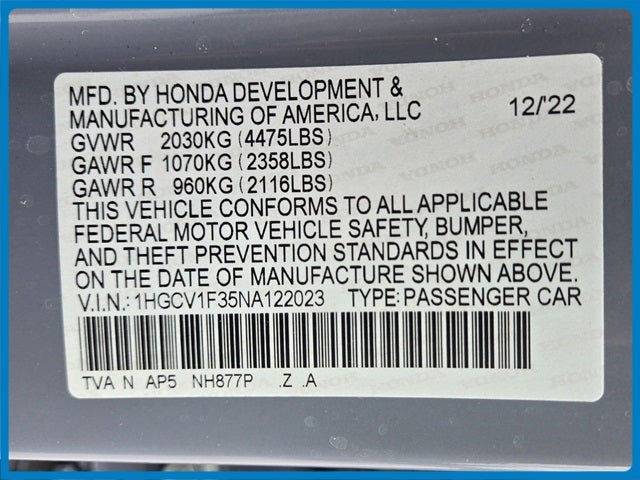 MFD. BY HONDA DEVELOPMENT &
MANUFACTURING OF AMERICA, LLC 12/'22
GVWR 2030KG (4475LBS)
GAWR F 1070KG (2358LBS)
GAWR R 960KG (2116LBS)
THIS VEHICLE CONFORMS TO ALL APPLICABLE
FEDERAL MOTOR VEHICLE SAFETY, BUMPER,
AND THEFT PREVENTION STANDARDS IN EFFECT
ON THE DATE OF MANUFACTURE SHOWN ABOVE.
V.I.N.: 1HGCV1F35NA122023 TYPE: PASSENGER CAR
TVA N AP5 NH877P .Z .A